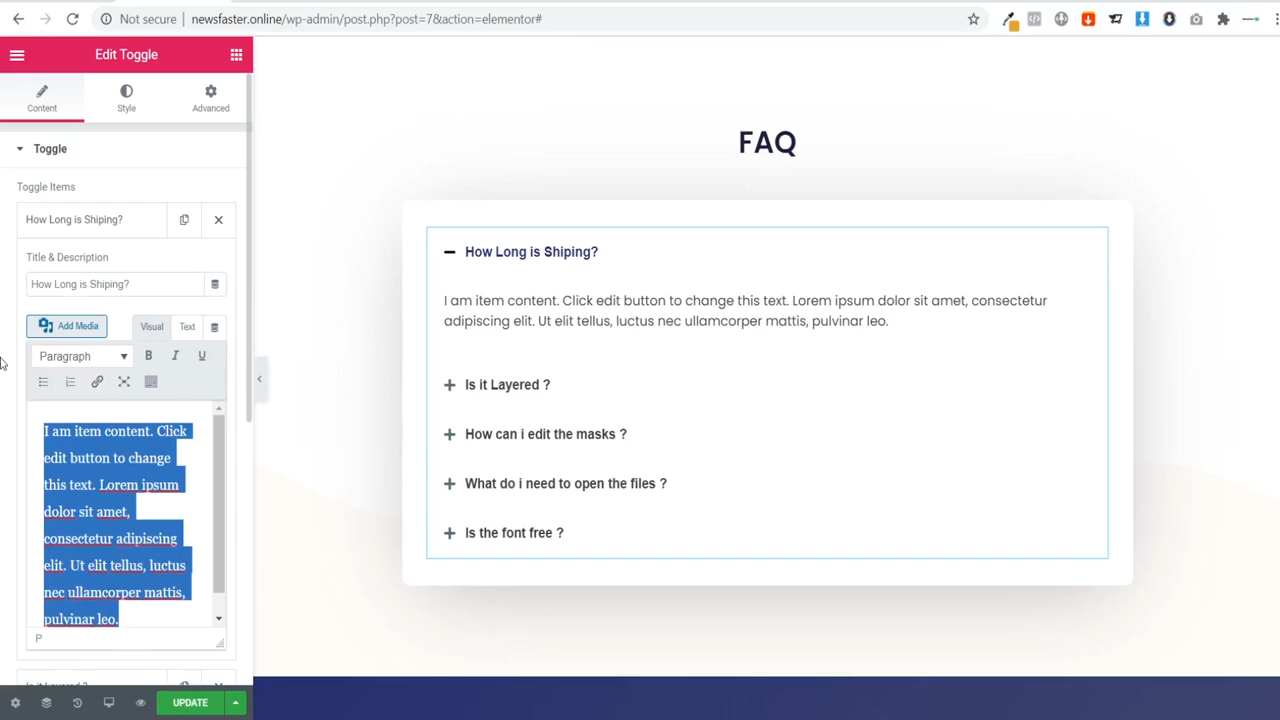 Not secure newsfaster.online/wp-admin/post.php?post=7&action=elementor#
Edit Toggle
Content
Style
Advanced
Toggle
Toggle Items
How Long is Shiping?
Title & Description
How Long is Shiping?
Add Media
Visual
Text
Paragraph
B
I
U
I am item content. Click
edit button to change
this text. Lorem ipsum
dolor sit amet,
consectetur adipiscing
elit. Ut elit tellus, luctus
nec ullamcorper mattis,
pulvinar leo.
P
Is it Layered ?
UPDATE
FAQ
How Long is Shiping?
I am item content. Click edit button to change this text. Lorem ipsum dolor sit amet, consectetur
adipiscing elit. Ut elit tellus, luctus nec ullamcorper mattis, pulvinar leo.
Is it Layered ?
How can i edit the masks ?
What do i need to open the files ?
Is the font free ?